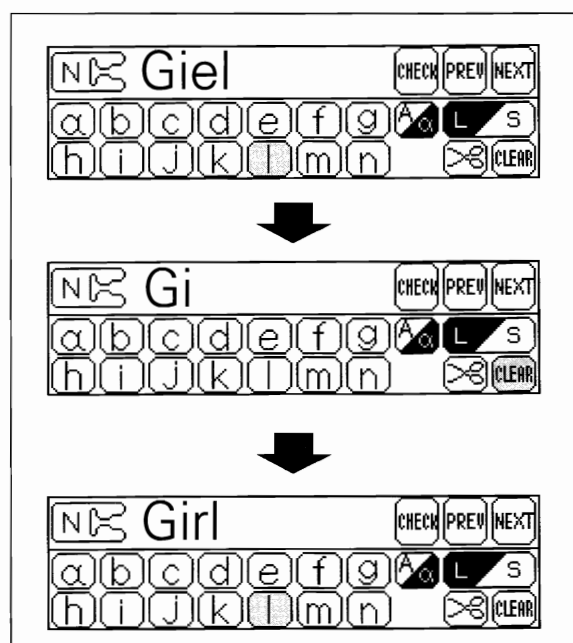 N Giel CHECK PREV NEXT
a b c d e f g A a L S
h i j k l m n CLEAR
N Gi CHECK PREV NEXT
a b c d e f g A a L S
h i j k l m n CLEAR
N Girl CHECK PREV NEXT
a b c d e f g A a L S
h i j k l m n CLEAR